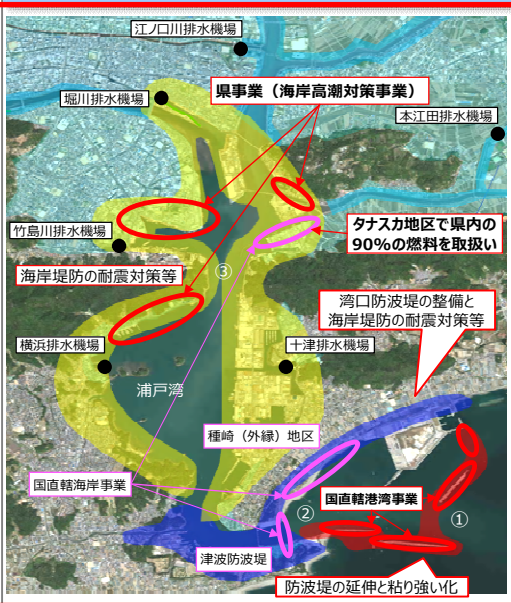 江ノ口川排水機場
県事業（海岸高潮対策事業）
堀川排水機場
本江田排水機場
タナスカ地区で県内の
90％の燃料を取扱い
竹島川排水機場
海岸堤防の耐震対策等
③
湾口防波堤の整備と
海岸堤防の耐震対策等
横浜排水機場
十津排水機場
浦戸湾
種崎（外縁）地区
国直轄海岸事業
国直轄港湾事業
②
①
津波防波堤
防波堤の延伸と粘り強い化